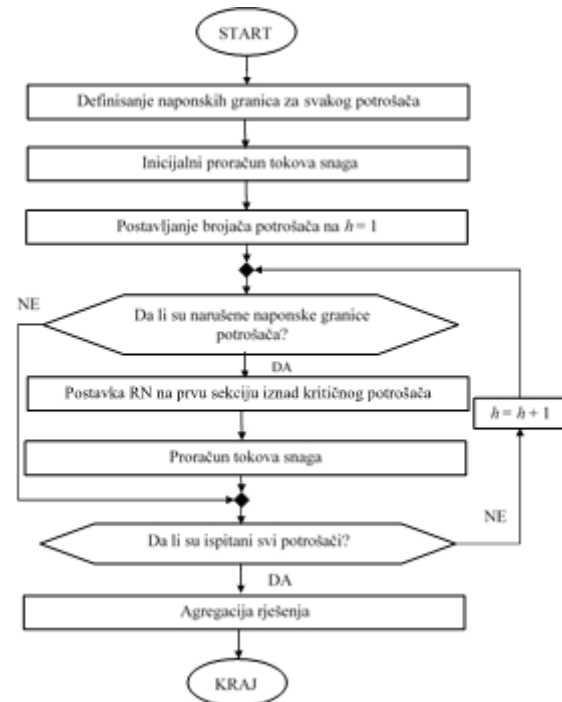 START
Definisanje naponskih granica za svakog potrošača
Inicijalni proračun tokova snaga
Postavljanje brojača potrošača na h = 1
NE
Da li su narušene naponske granice
potrošača?
DA
Postavka RN na prvu sekciju iznad kritičnog potrošača
h = h + 1
Proračun tokova snaga
NE
Da li su ispitani svi potrošači?
DA
Agregacija rješenja
KRAJ